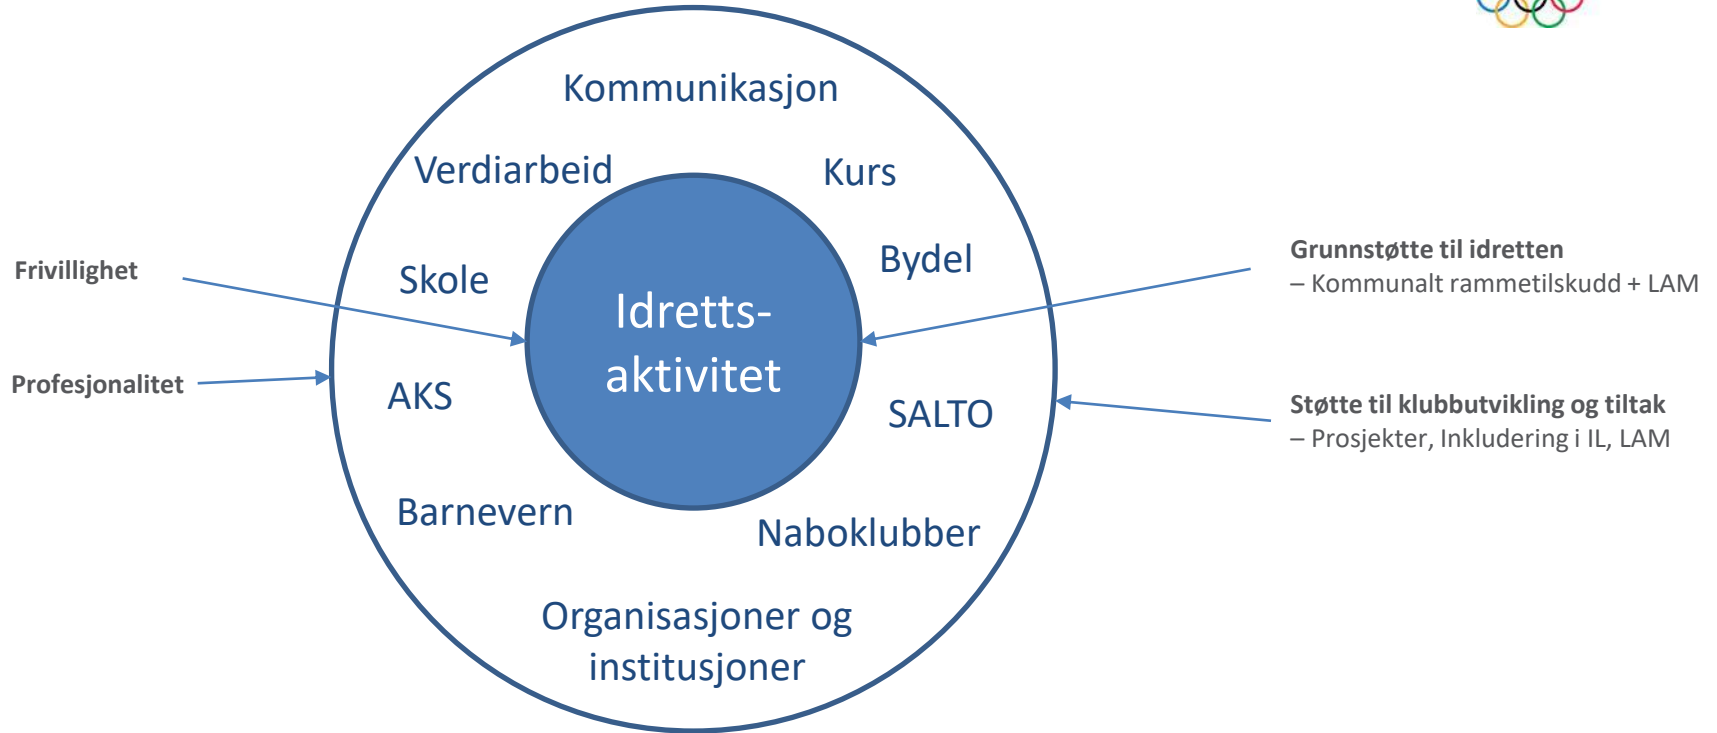 Kommunikasjon
Verdiarbeid
Kurs
Bydel
Skole
Idretts-
aktivitet
AKS
SALTO
Barnevern
Naboklubber
Organisasjoner og
institusjoner
Frivillighet
Profesjonalitet
Grunnstøtte til idretten
– Kommunalt rammetilskudd + LAM
Støtte til klubbutvikling og tiltak
– Prosjekter, Inkludering i IL, LAM